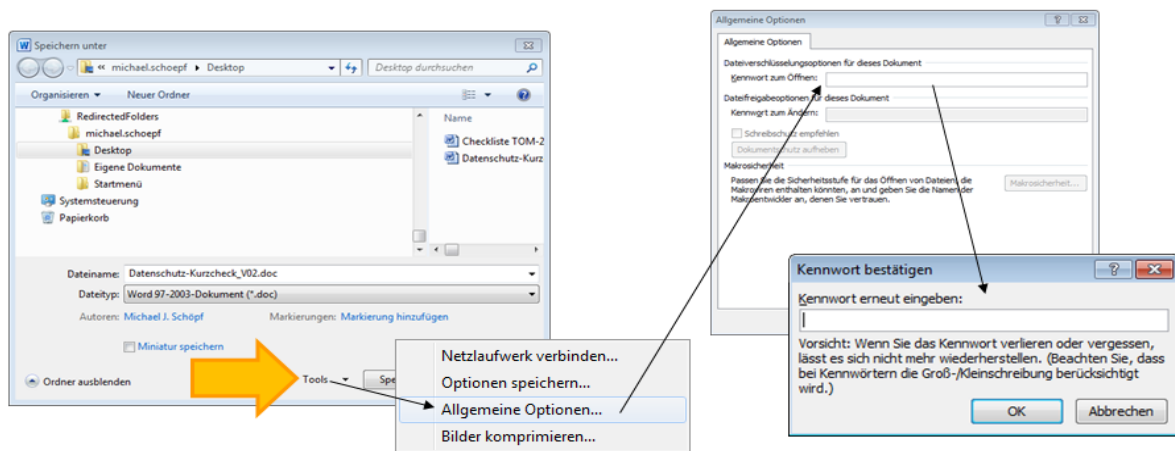 Speichern unter
« michael.schoepf ▸ Desktop
Desktop durchsuchen
Organisieren
Neuer Ordner
RedirectedFolders
michael.schoepf
Desktop
Eigene Dokumente
Startmenü
Systemsteuerung
Papierkorb
Name
Checkliste TOM-2
Datenschutz-Kurz
Dateiname: Datenschutz-Kurzcheck_V02.doc
Dateityp: Word 97-2003-Dokument (*.doc)
Autoren: Michael J. Schöpf
Markierungen: Markierung hinzufügen
Miniatur speichern
Ordner ausblenden
Tools
Spe
Netzlaufwerk verbinden...
Optionen speichern...
Allgemeine Optionen...
Bilder komprimieren...
Allgemeine Optionen
Allgemeine Optionen
Dateiverschlüsselungsoptionen für dieses Dokument
Kennwort zum Öffnen:
Dateifreigabeoptionen für dieses Dokument
Kennwort zum Ändern:
Schreibschutz empfehlen
Dokumentschutz aufheben
Makrosicherheit
Passen Sie die Sicherheitsstufe für das Öffnen von Dateien, die
Makroviren enthalten könnten, an und geben Sie die Namen der
Makroentwickler an, denen Sie vertrauen.
Makrosicherheit...
Kennwort bestätigen
Kennwort erneut eingeben:
Vorsicht: Wenn Sie das Kennwort verlieren oder vergessen,
lässt es sich nicht mehr wiederherstellen. (Beachten Sie, dass
bei Kennwörtern die Groß-/Kleinschreibung berücksichtigt
wird.)
OK
Abbrechen